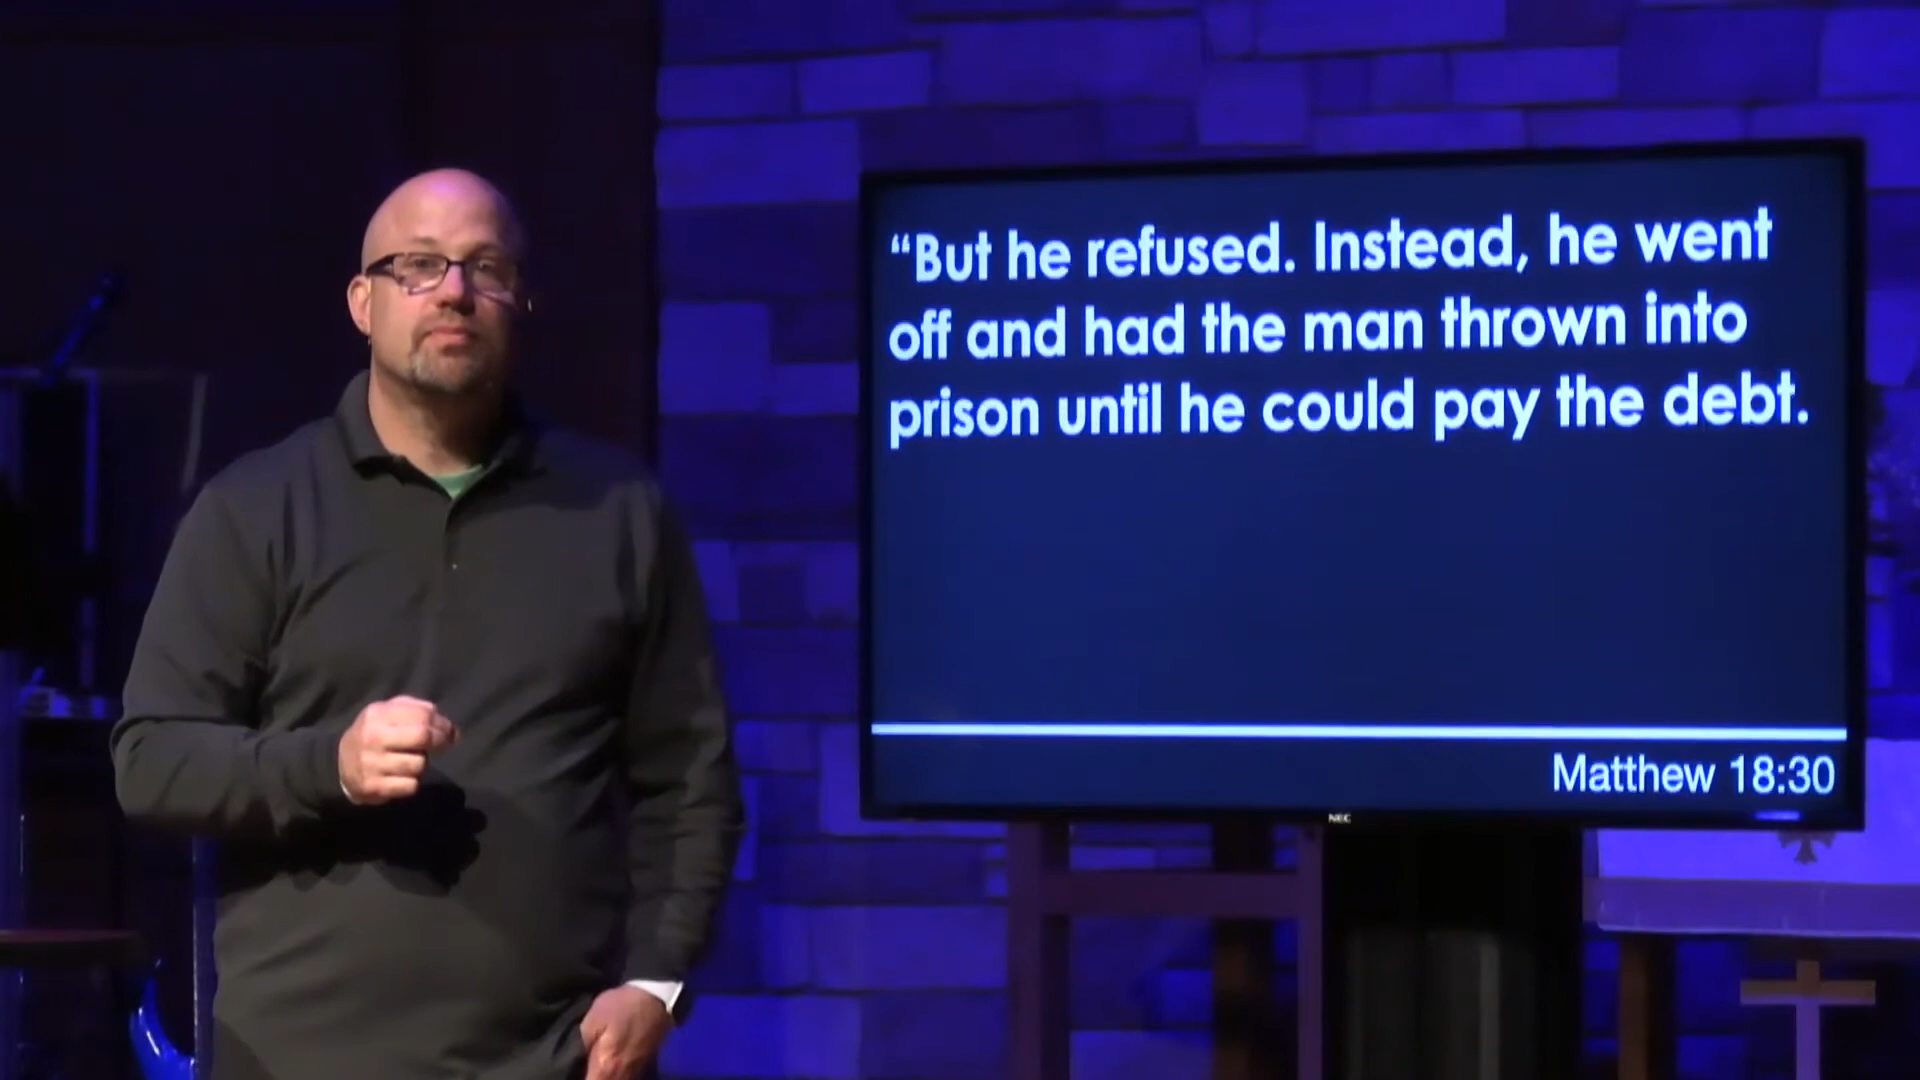 “But he refused. Instead, he went
off and had the man thrown into
prison until he could pay the debt.
Matthew 18:30
NEC